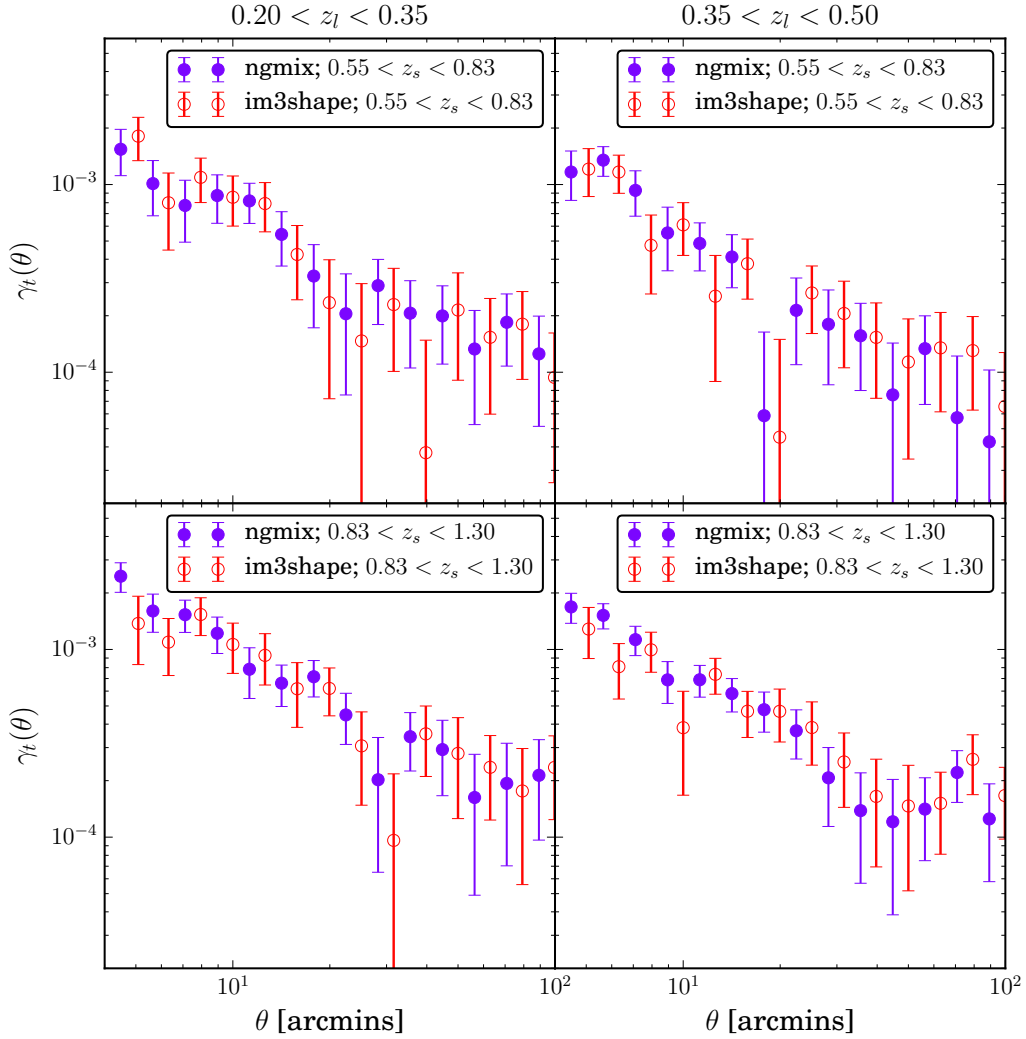 0.20 < z_l < 0.35
0.35 < z_l < 0.50
ngmix; 0.55 < z_s < 0.83
im3shape; 0.55 < z_s < 0.83
ngmix; 0.55 < z_s < 0.83
im3shape; 0.55 < z_s < 0.83
10^{-3}
γ_t(θ)
10^{-4}
ngmix; 0.83 < z_s < 1.30
im3shape; 0.83 < z_s < 1.30
ngmix; 0.83 < z_s < 1.30
im3shape; 0.83 < z_s < 1.30
10^{-3}
γ_t(θ)
10^{-4}
10^1
10^2
10^1
10^2
θ [arcmins]
θ [arcmins]